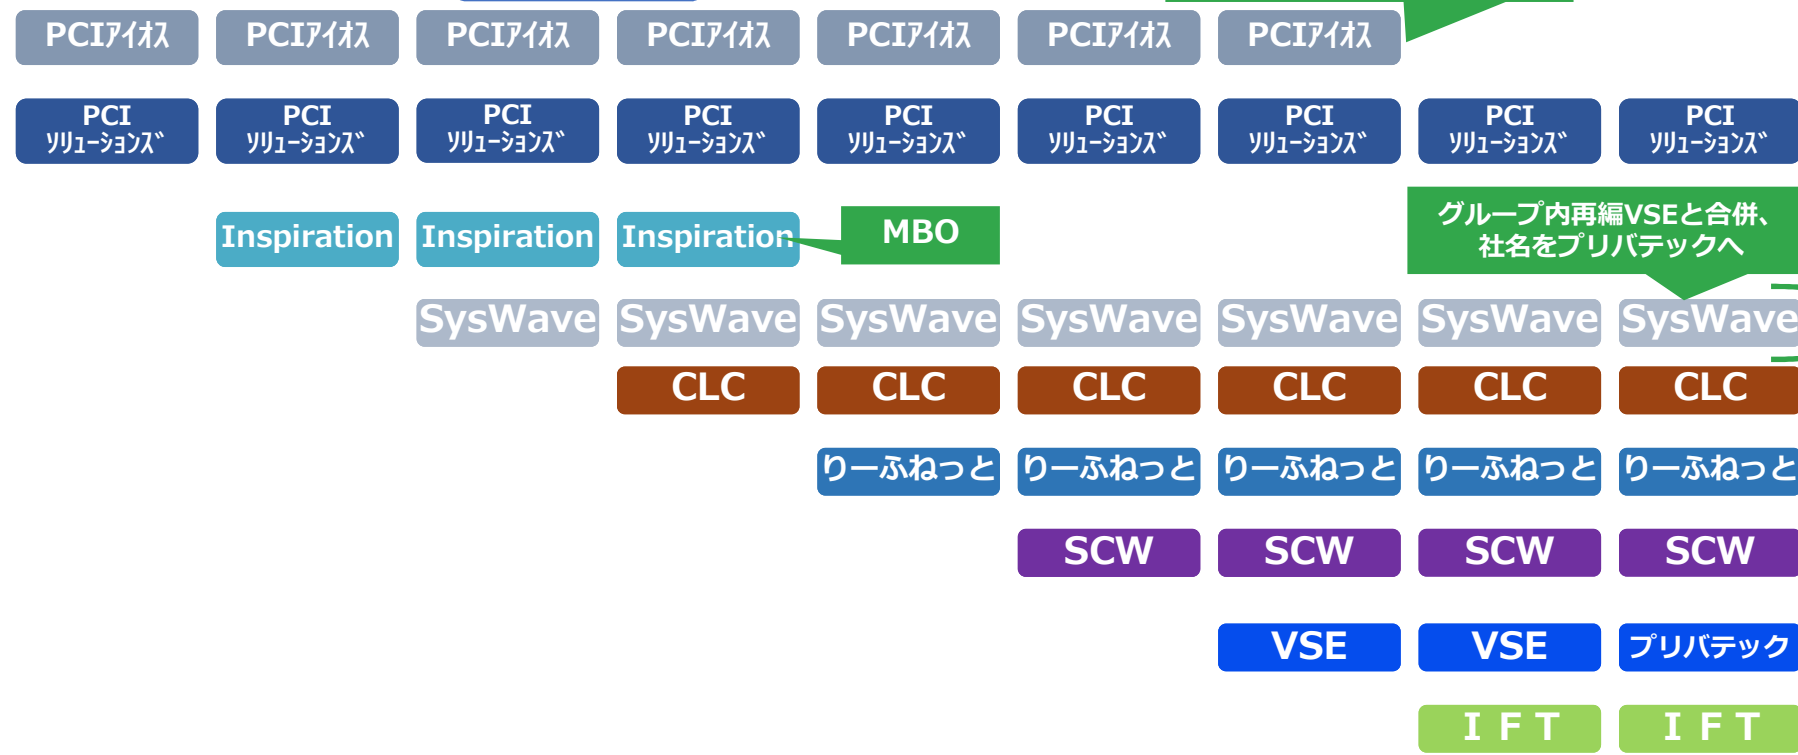 PCIｱｲｵｽ PCIｱｲｵｽ PCIｱｲｵｽ PCIｱｲｵｽ PCIｱｲｵｽ PCIｱｲｵｽ PCIｱｲｵｽ
PCI PCI PCI PCI PCI PCI PCI PCI PCI
ｿﾘｭｰｼｮﾝｽﾞ ｿﾘｭｰｼｮﾝｽﾞ ｿﾘｭｰｼｮﾝｽﾞ ｿﾘｭｰｼｮﾝｽﾞ ｿﾘｭｰｼｮﾝｽﾞ ｿﾘｭｰｼｮﾝｽﾞ ｿﾘｭｰｼｮﾝｽﾞ ｿﾘｭｰｼｮﾝｽﾞ ｿﾘｭｰｼｮﾝｽﾞ
Inspiration Inspiration Inspiration MBO
グループ内再編VSEと合併、
社名をプリバテックへ
SysWave SysWave SysWave SysWave SysWave SysWave SysWave
CLC CLC CLC CLC CLC CLC
りーふねっと りーふねっと りーふねっと りーふねっと りーふねっと
SCW SCW SCW SCW
VSE VSE プリバテック
ＩＦＴ ＩＦＴ